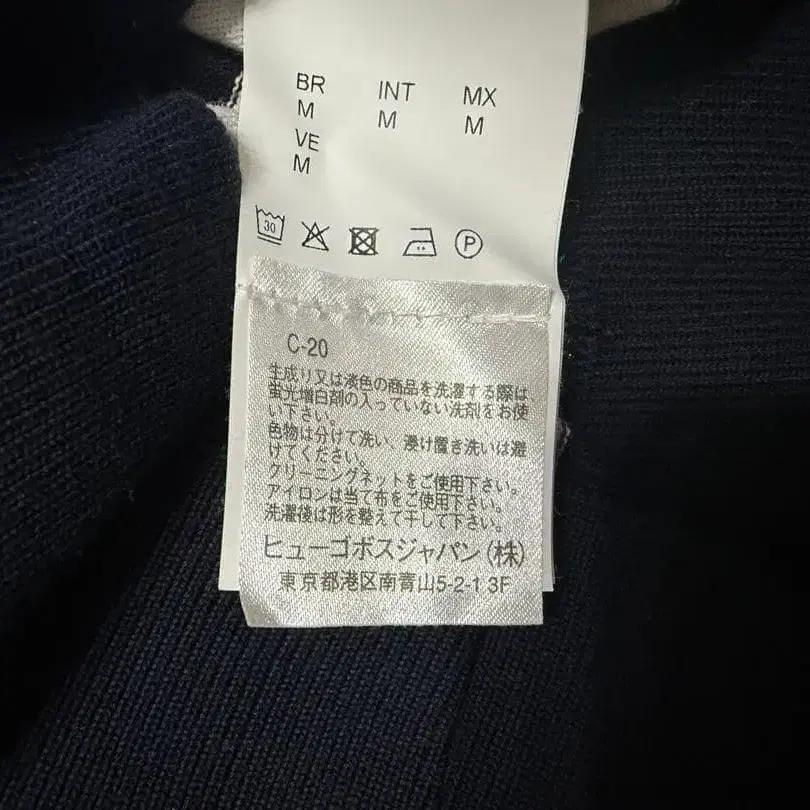 BR INT MX
M M M
VE
M
30 P
C-20
生成り又は淡色の商品を洗濯する際は、
蛍光増白剤の入っていない洗剤をお使
い下さい。
色物は分けて洗い、浸け置き洗いは避
けてください。
クリーニングネットをご使用下さい。
アイロンは当て布をご使用下さい。
洗濯後は形を整えて干して下さい。
ヒューゴボスジャパン(株)
東京都港区南青山5-2-1 3F